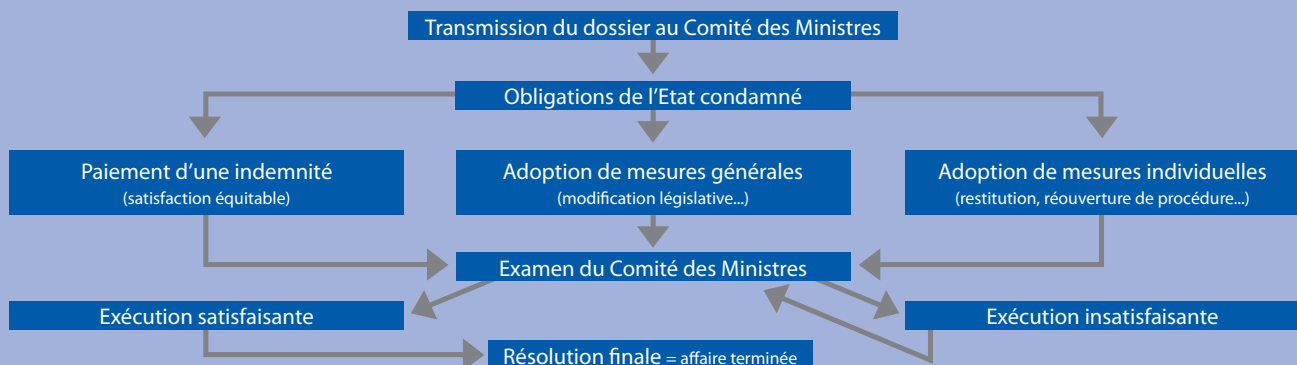 Transmission du dossier au Comité des Ministres
Obligations de l'Etat condamné
Paiement d'une indemnité
(satisfaction équitable)
Adoption de mesures générales
(modification législative...)
Adoption de mesures individuelles
(restitution, réouverture de procédure...)
Examen du Comité des Ministres
Exécution satisfaisante
Exécution insatisfaisante
Résolution finale = affaire terminée